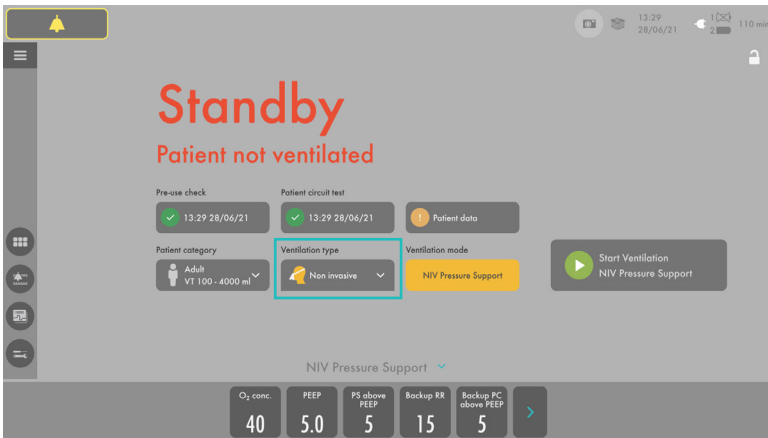 13:29
28/06/21
1
2
110 min
Standby
Patient not ventilated
Pre-use check
Patient circuit test
13:29 28/06/21
13:29 28/06/21
! Patient data
Patient category
Ventilation type
Ventilation mode
Adult
VT 100 - 4000 ml
Non invasive
NIV Pressure Support
Start Ventilation
NIV Pressure Support
NIV Pressure Support
O₂ conc.
40
PEEP
5.0
PS above
PEEP
5
Backup RR
15
Backup PC
above PEEP
5